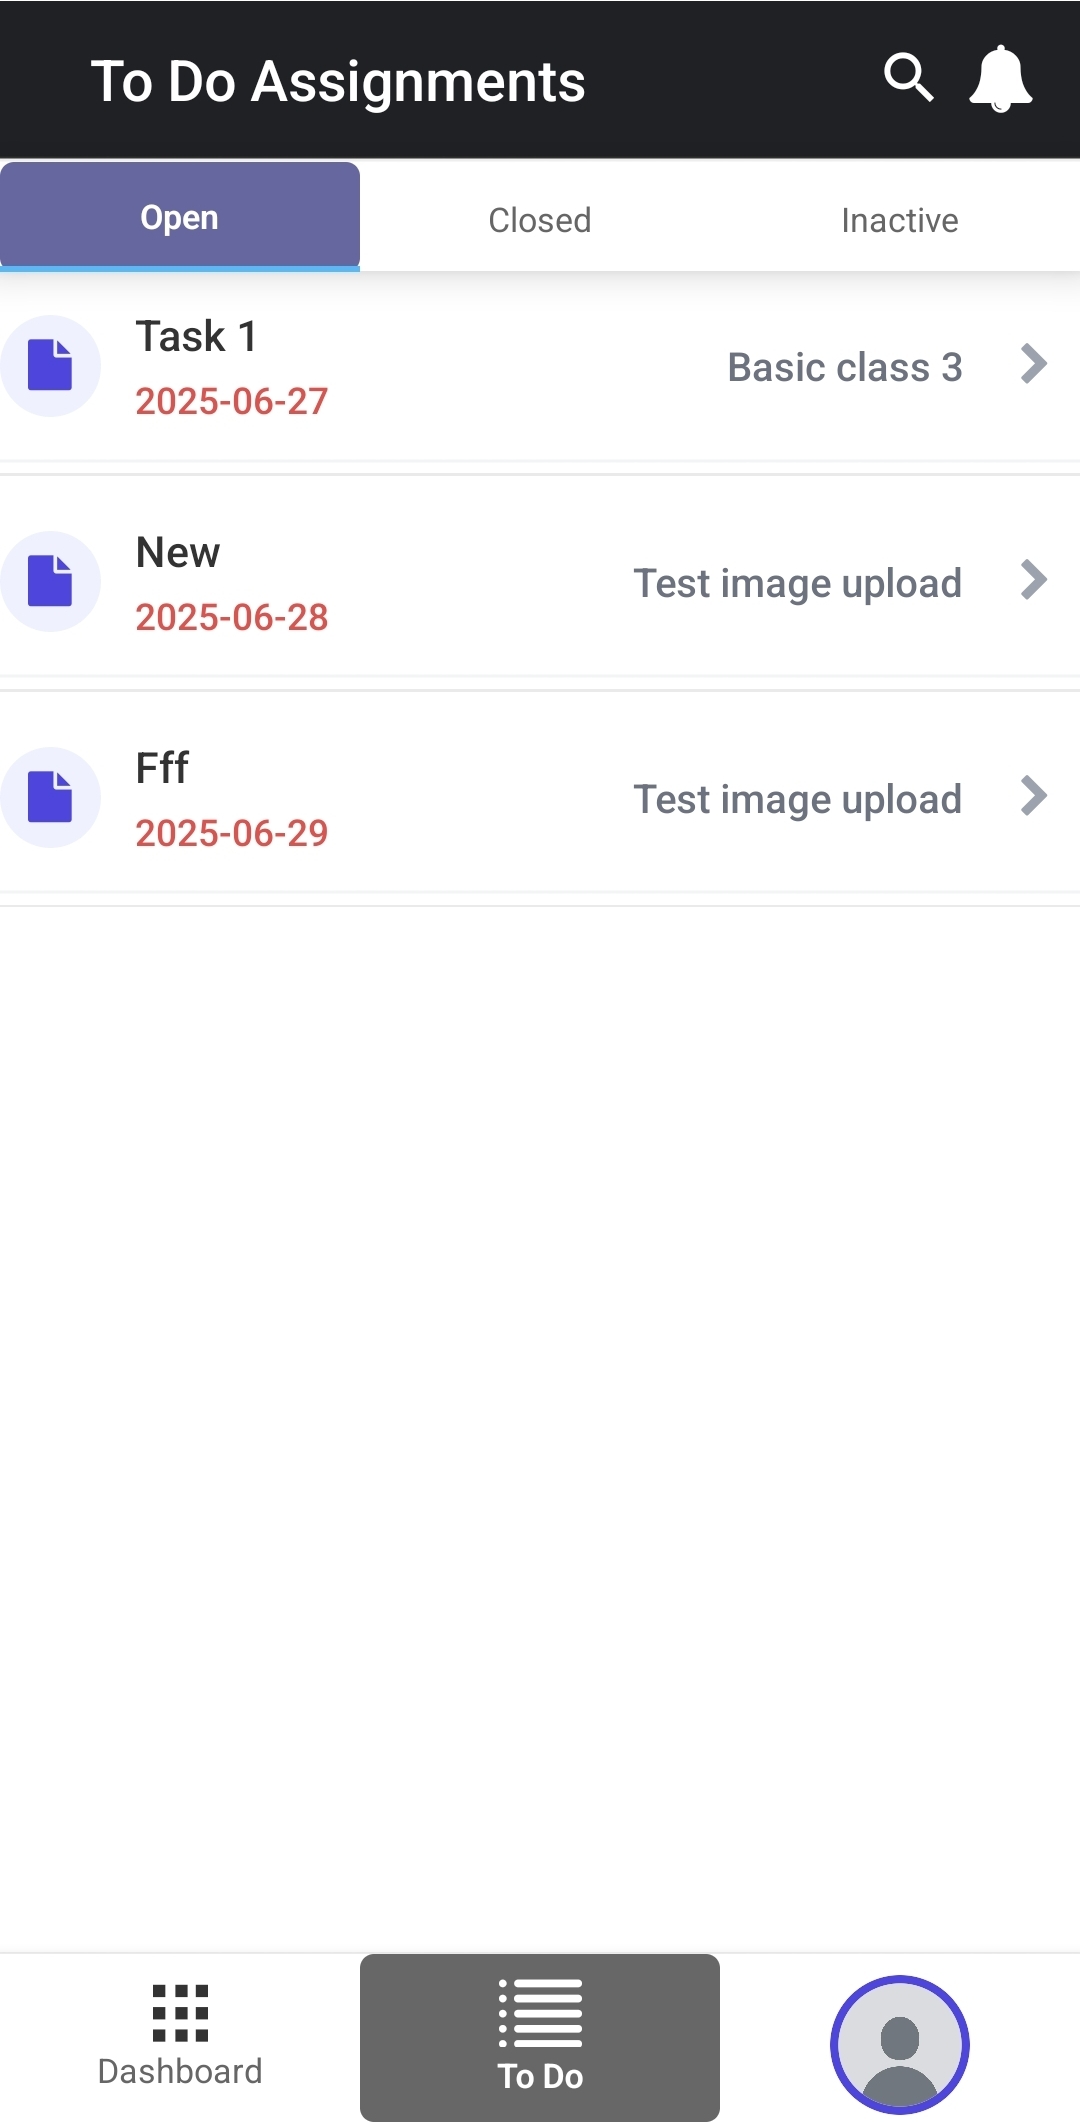 To Do Assignments
Open
Closed
Inactive
Task 1
2025-06-27
Basic class 3
New
2025-06-28
Test image upload
Fff
2025-06-29
Test image upload
Dashboard
To Do